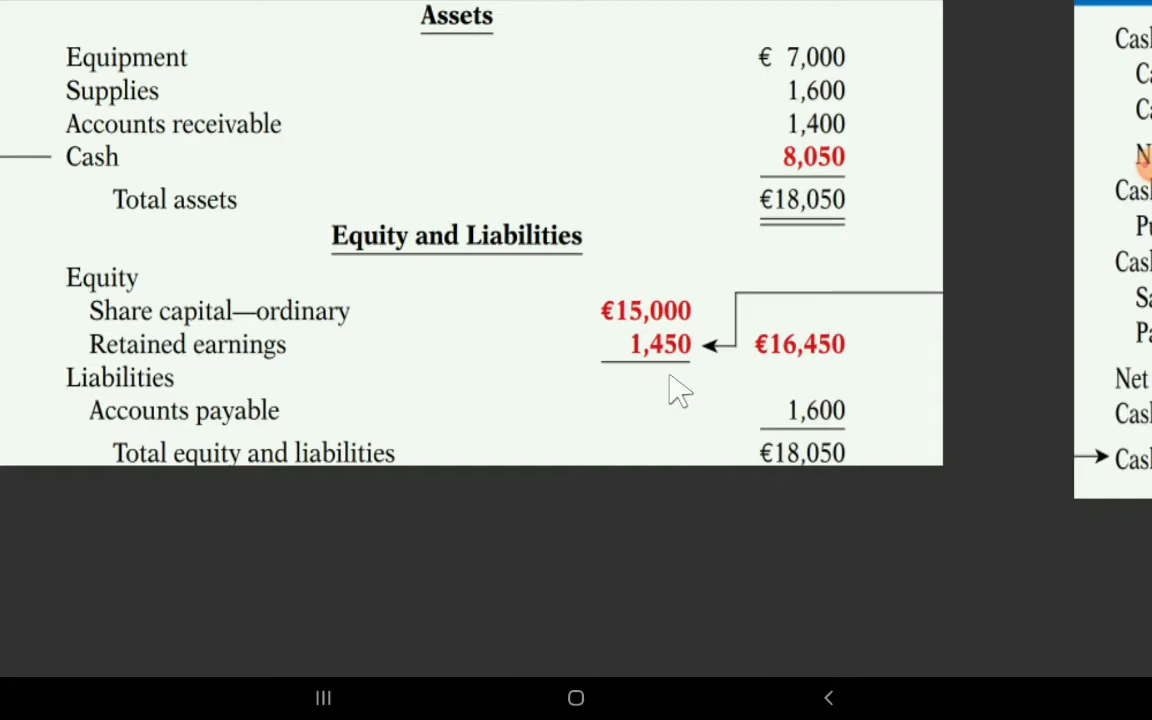 Assets
Equipment € 7,000
Supplies 1,600
Accounts receivable 1,400
Cash 8,050
Total assets €18,050
Equity and Liabilities
Equity
Share capital—ordinary €15,000
Retained earnings 1,450 €16,450
Liabilities
Accounts payable 1,600
Total equity and liabilities €18,050
Net